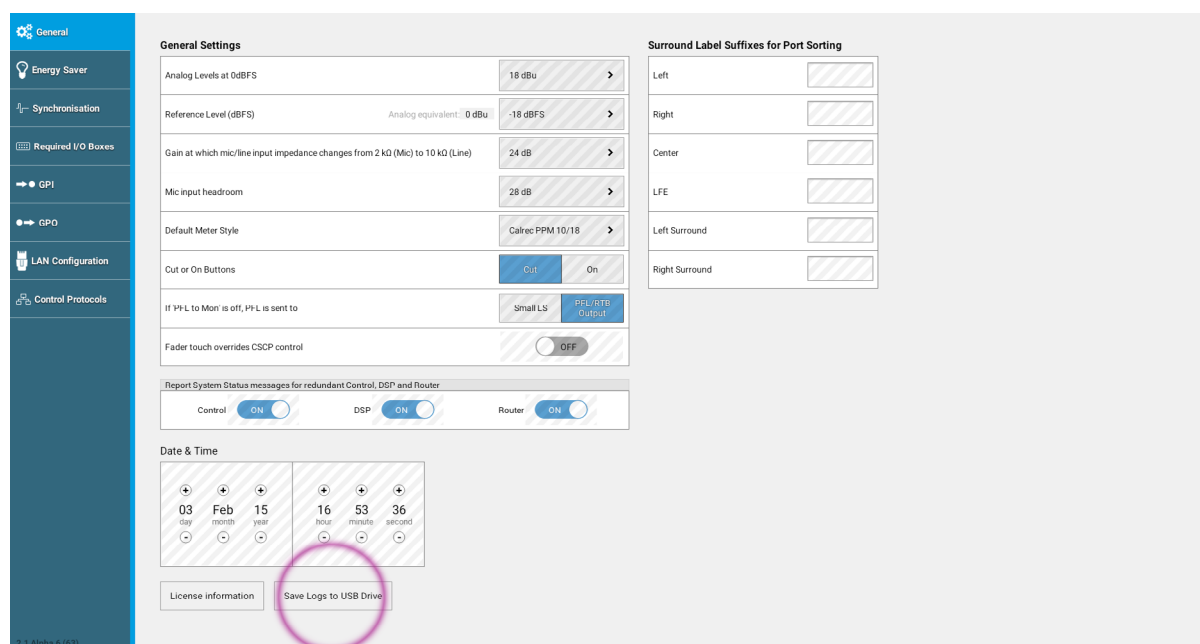 General
Energy Saver
Synchronisation
Required I/O Boxes
GPI
GPO
LAN Configuration
Control Protocols
2.1 Alpha 6 (63)
General Settings
Analog Levels at 0dBFS 18 dBu
Reference Level (dBFS) Analog equivalent: 0 dBu -18 dBFS
Gain at which mic/line input impedance changes from 2 kΩ (Mic) to 10 kΩ (Line) 24 dB
Mic input headroom 28 dB
Default Meter Style Calrec PPM 10/18
Cut or On Buttons Cut On
If 'PFL to Mon' is off, PFL is sent to Small LS PFL/RTB
Output
Fader touch overrides CSCP control OFF
Report System Status messages for redundant Control, DSP and Router
Control ON DSP ON Router ON
Date & Time
+ + + + + +
03 Feb 15 16 53 36
day month year hour minute second
- - - - - -
License information Save Logs to USB Drive
Surround Label Suffixes for Port Sorting
Left
Right
Center
LFE
Left Surround
Right Surround